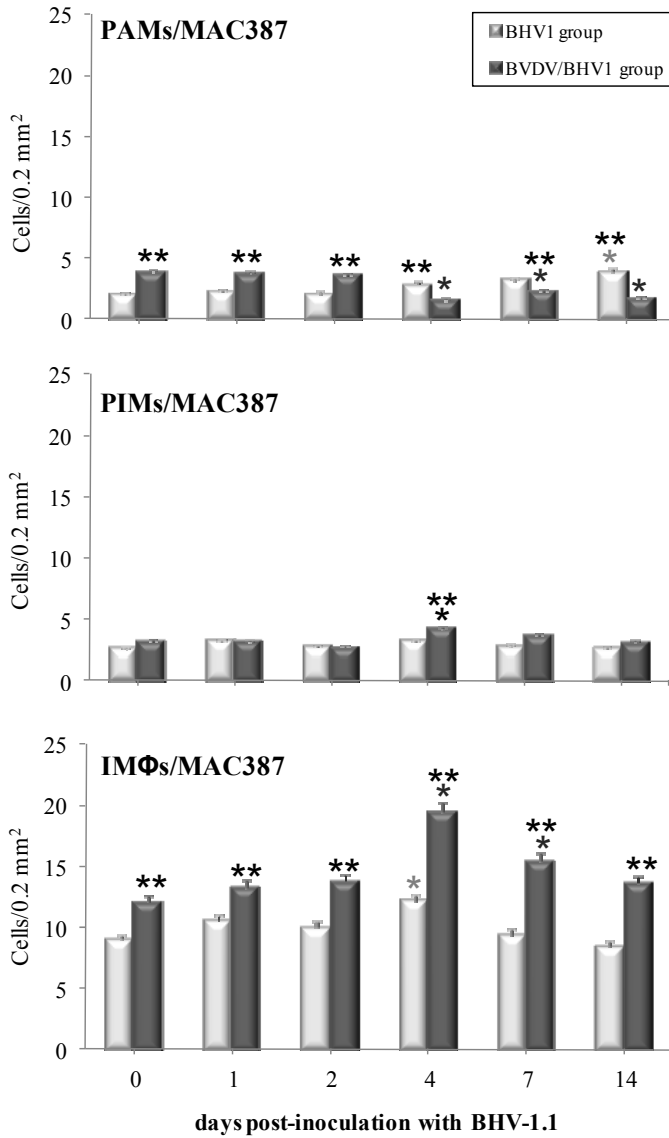 PAMs/MAC387
BHV1 group
BVDV/BHV1 group
25
20
15
10
5
0
Cells/0.2 mm²
** ** ** ** * ** * ** * *
PIMs/MAC387
25
20
15
10
5
0
Cells/0.2 mm²
** *
IMΦs/MAC387
25
20
15
10
5
0
Cells/0.2 mm²
** ** ** * ** * ** * **
0 1 2 4 7 14
days post-inoculation with BHV-1.1